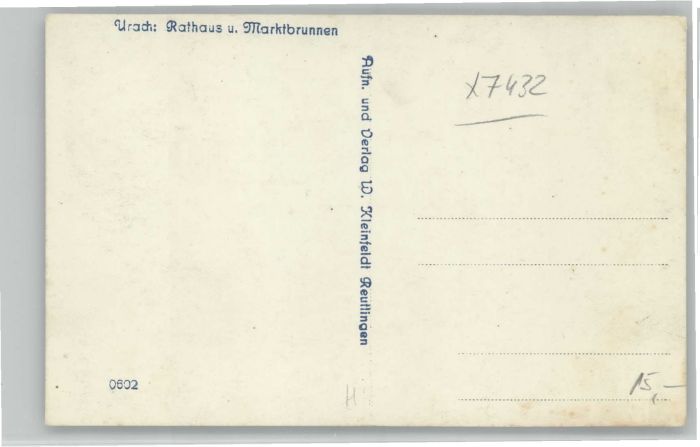 Urach: Rathaus u. Marktbrunnen
Aufn. und Verlag W. Kleinfeldt Reutlingen
X7432
0602
H
15,—